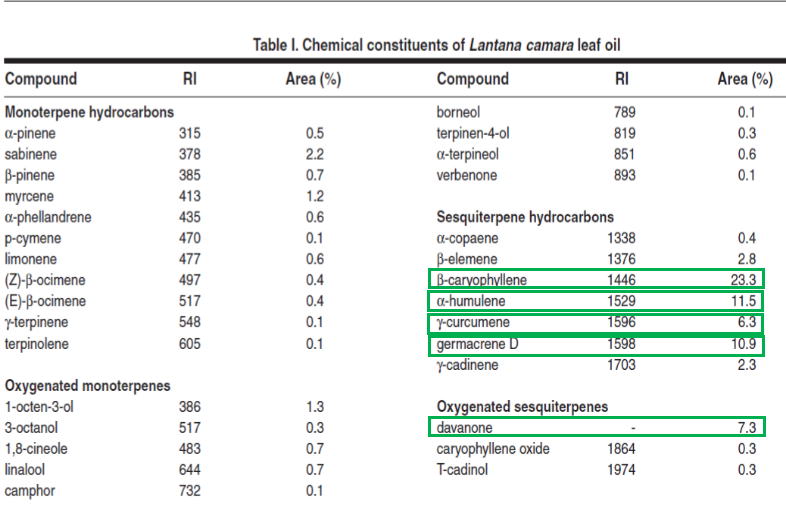 Table I. Chemical constituents of Lantana camara leaf oil
Compound RI Area (%)
Monoterpene hydrocarbons
α-pinene 315 0.5
sabinene 378 2.2
β-pinene 385 0.7
myrcene 413 1.2
α-phellandrene 435 0.6
p-cymene 470 0.1
limonene 477 0.6
(Z)-β-ocimene 497 0.4
(E)-β-ocimene 517 0.4
γ-terpinene 548 0.1
terpinolene 605 0.1
Oxygenated monoterpenes
1-octen-3-ol 386 1.3
3-octanol 517 0.3
1,8-cineole 483 0.7
linalool 644 0.7
camphor 732 0.1
Compound RI Area (%)
borneol 789 0.1
terpinen-4-ol 819 0.3
α-terpineol 851 0.6
verbenone 893 0.1
Sesquiterpene hydrocarbons
α-copaene 1338 0.4
β-elemene 1376 2.8
β-caryophyllene 1446 23.3
α-humulene 1529 11.5
γ-curcumene 1596 6.3
germacrene D 1598 10.9
γ-cadinene 1703 2.3
Oxygenated sesquiterpenes
davanone - 7.3
caryophyllene oxide 1864 0.3
T-cadinol 1974 0.3